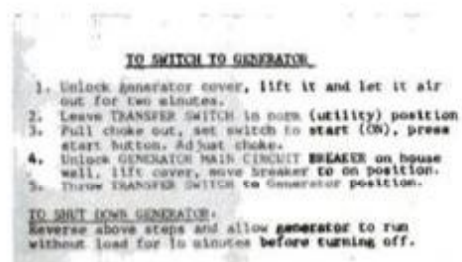 TO SWITCH TO GENERATOR
1. Unlock generator cover, lift it and let it air
out for two minutes.
2. Leave TRANSFER SWITCH in norm (utility) position
3. Pull choke out, set switch to start (ON), press
start button. Adjust choke.
4. Unlock GENERATOR MAIN CIRCUIT BREAKER on house
wall, lift cover, move breaker to on position.
5. Throw TRANSFER SWITCH to Generator position.
TO SHUT DOWN GENERATOR.
Reverse above steps and allow generator to run
without load for 10 minutes before turning off.